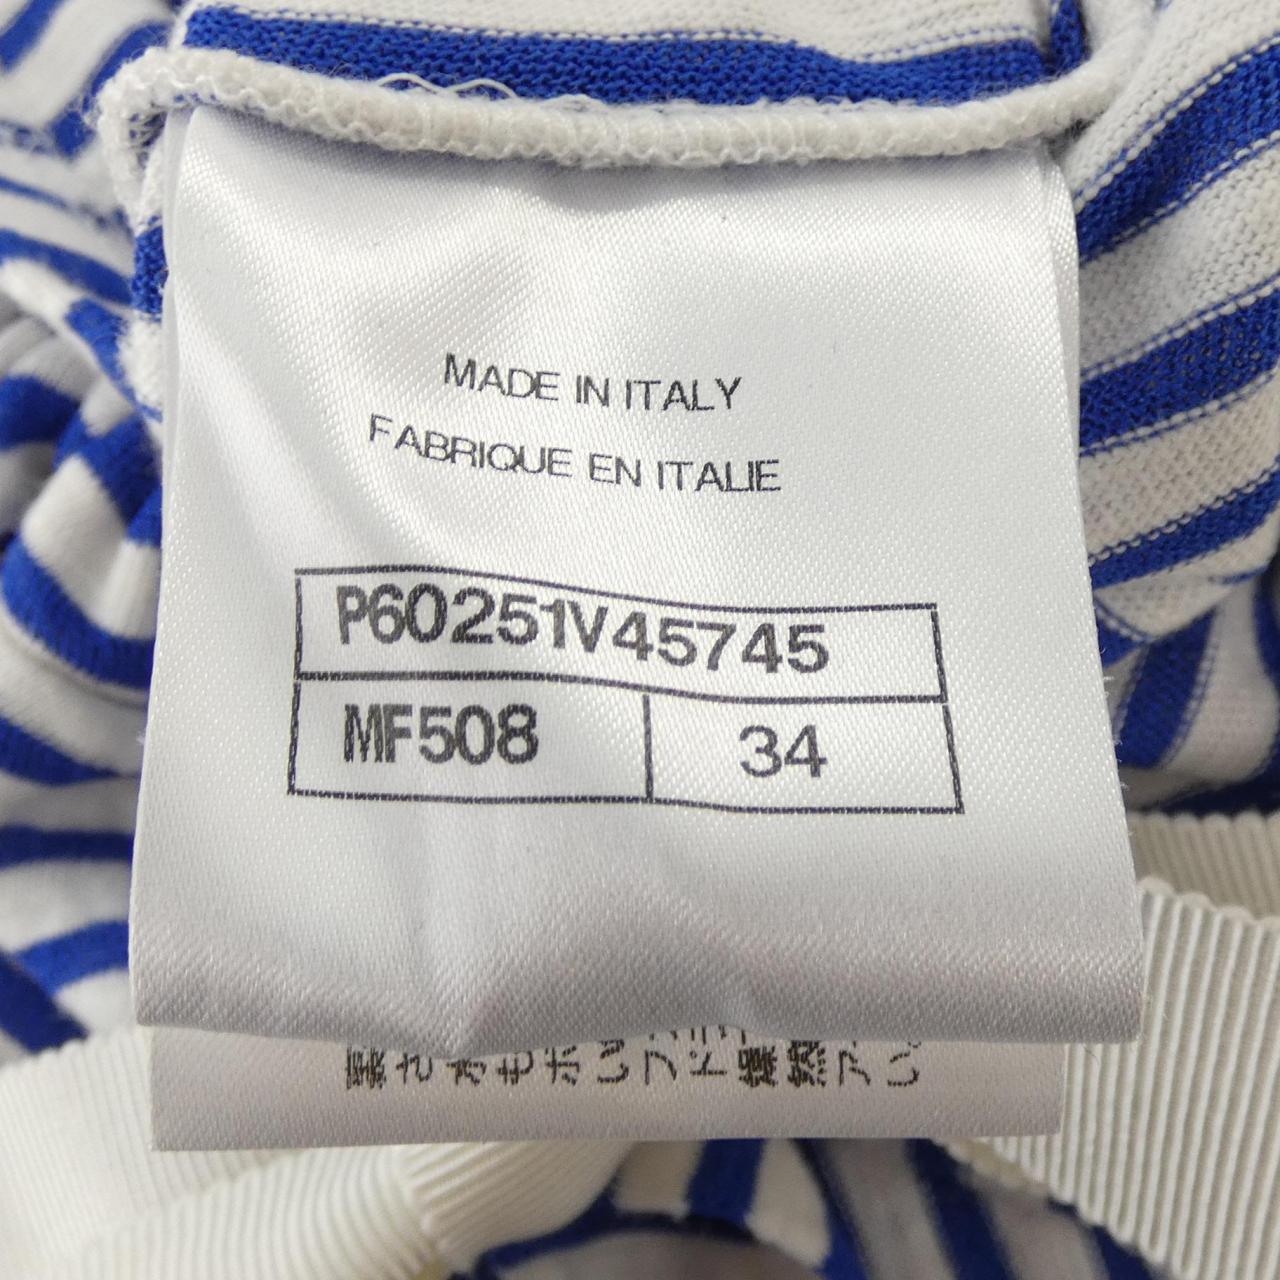 MADE IN ITALY
FABRIQUE EN ITALIE
P60251V45745
MF508 34